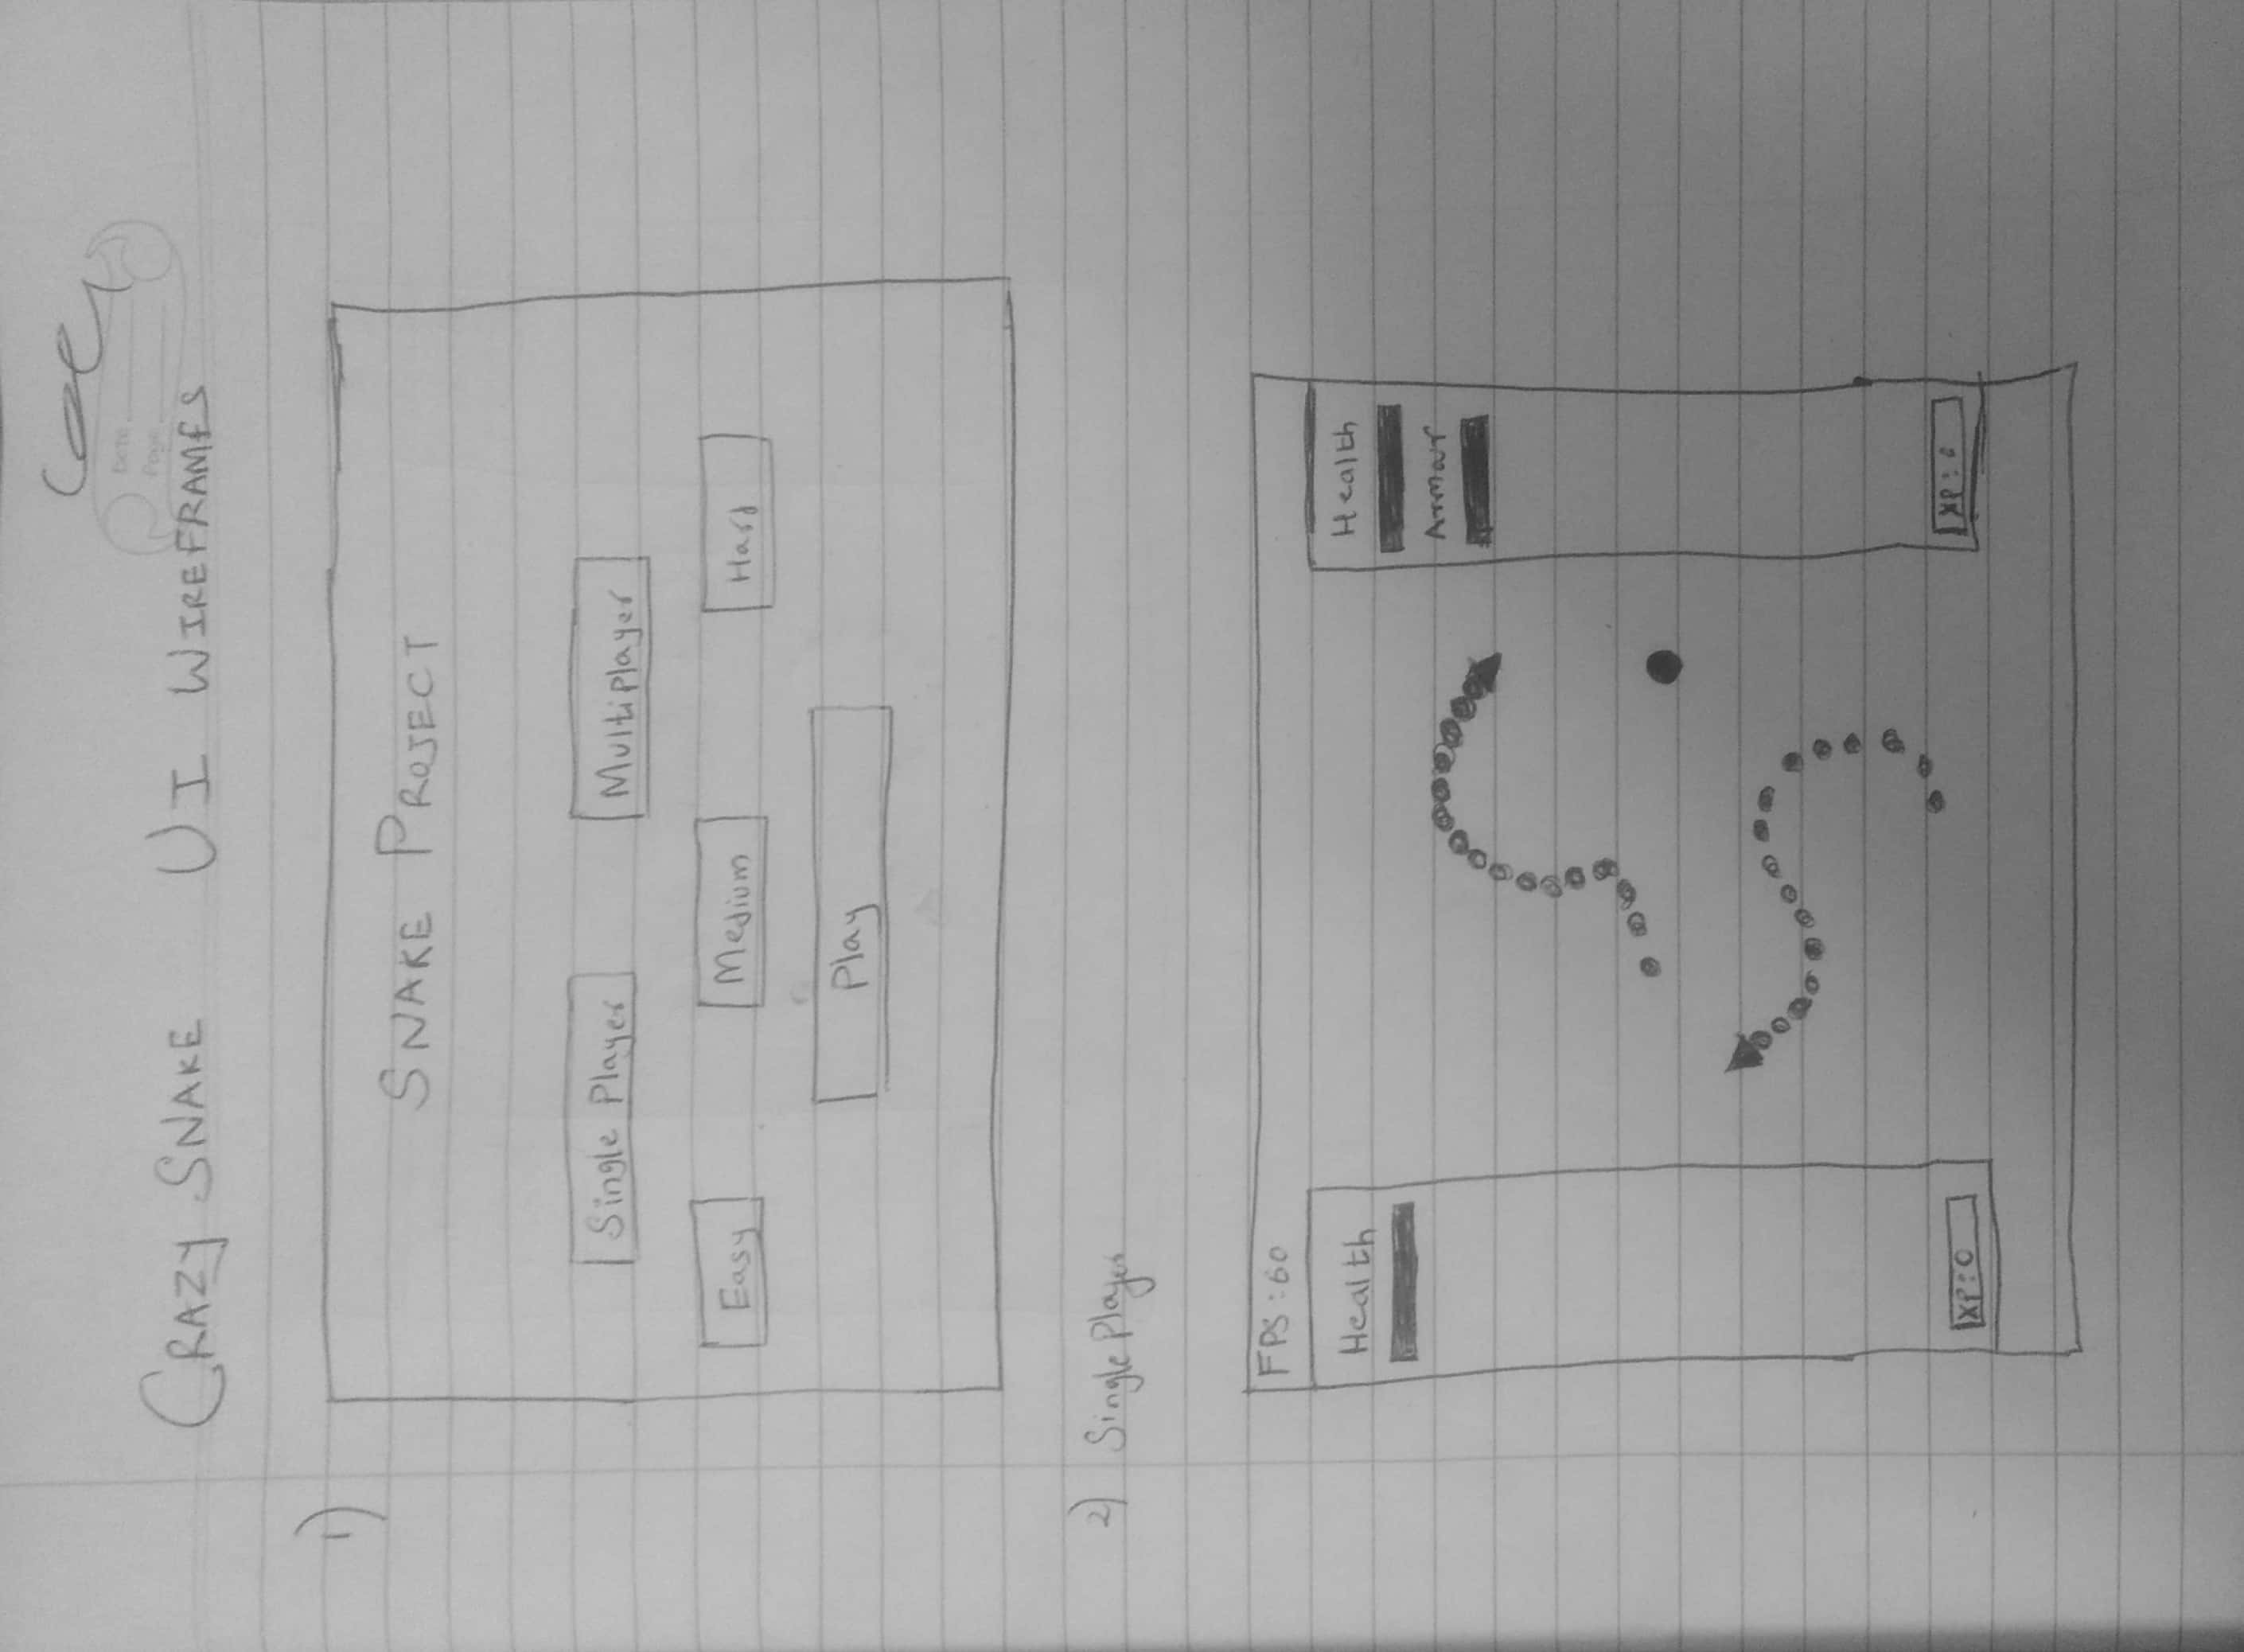 Date
Page
CRAZY SNAKE UI WIREFRAMES
1)
SNAKE PROJECT
Single Player Multiplayer
Easy Medium Hard
Play
2) Single Player
FPS:60
Health Health
Armar
XP:0 XP:0